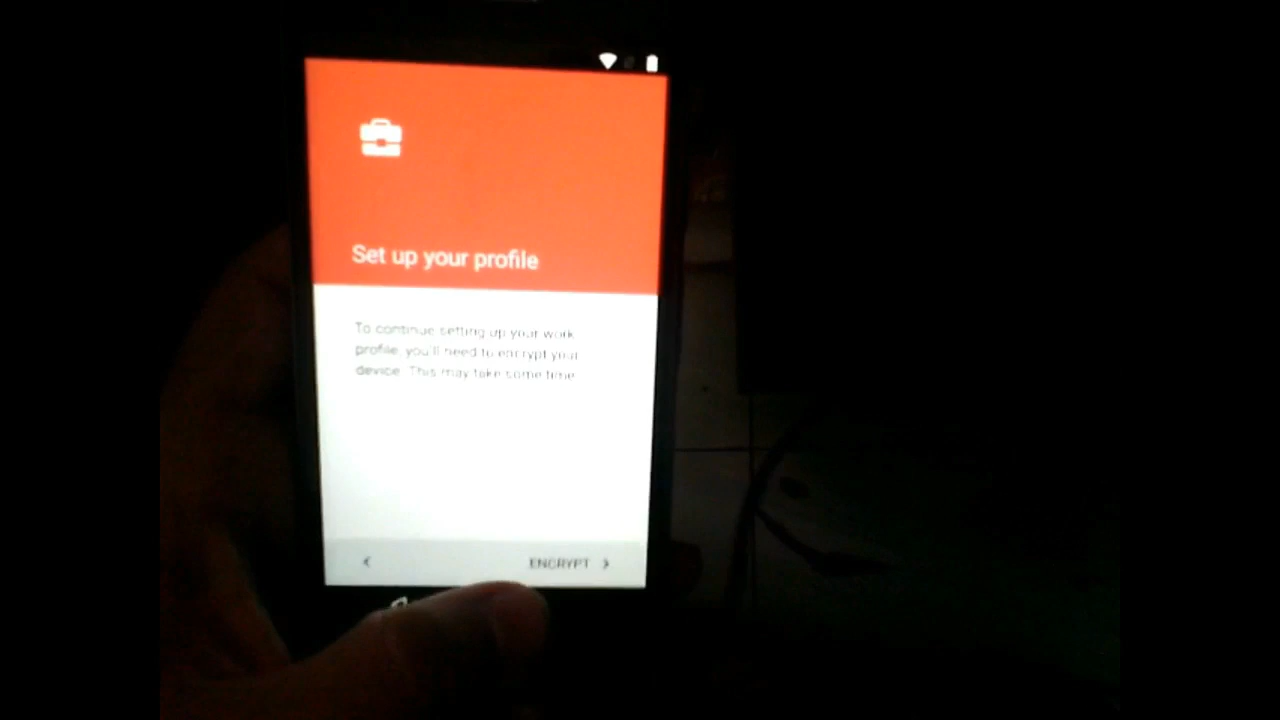 Set up your profile
To continue setting up your work
profile, you'll need to encrypt your
device. This may take some time.
ENCRYPT